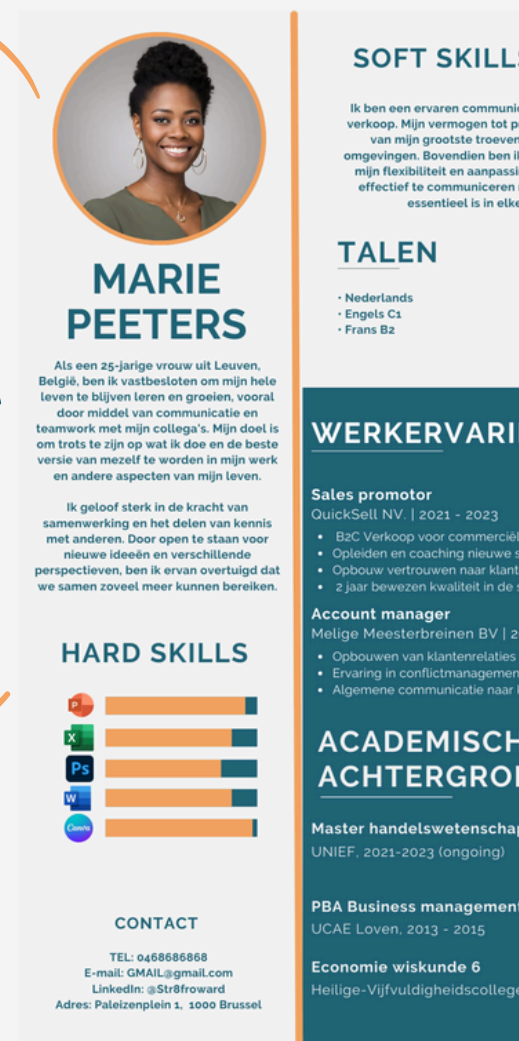 MARIE
PEETERS
Als een 25-jarige vrouw uit Leuven,
België, ben ik vastbesloten om mijn hele
leven te blijven leren en groeien, vooral
door middel van communicatie en
teamwork met mijn collega's. Mijn doel is
om trots te zijn op wat ik doe en de beste
versie van mezelf te worden in mijn werk
en andere aspecten van mijn leven.
Ik geloof sterk in de kracht van
samenwerking en het delen van kennis
met anderen. Door open te staan voor
nieuwe ideeën en verschillende
perspectieven, ben ik ervan overtuigd dat
we samen zoveel meer kunnen bereiken.
HARD SKILLS
P
X
Ps
W
Canva
CONTACT
TEL: 0468686868
E-mail: GMAIL@gmail.com
LinkedIn: @Str8froward
Adres: Paleizenplein 1, 1000 Brussel
SOFT SKILLS
Ik ben een ervaren
verkoop. Mijn vermogen tot
van mijn grootste troeven
omgevingen. Bovendien ben
mijn flexibiliteit en
effectief te communiceren
essentieel is in elke
TALEN
• Nederlands
• Engels C1
• Frans B2
WERKERVARI
Sales promotor
QuickSell NV. | 2021 - 2023
• B2C Verkoop voor
• Opleiden en coaching nieuwe
• Opbouw vertrouwen naar
• 2 jaar bewezen kwaliteit in de
Account manager
Melige Meesterbreinen BV |
• Opbouwen van klantenrelaties
• Ervaring in
• Algemene communicatie naar
ACADEMISCH
ACHTERGRO
Master
UNIEF, 2021-2023 (ongoing)
PBA Business management
UCAE Loven, 2013 - 2015
Economie wiskunde 6
Heilige-Vijfvuldigheidscollege